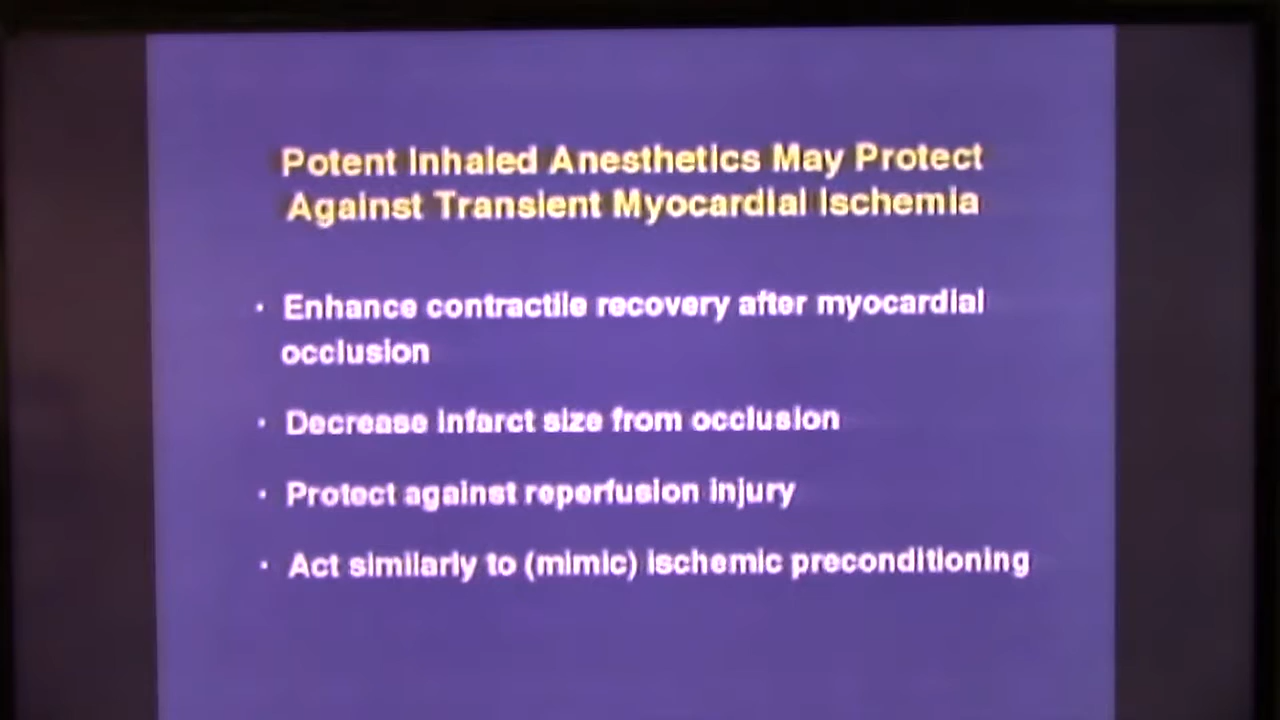 Potent Inhaled Anesthetics May Protect
Against Transient Myocardial Ischemia
· Enhance contractile recovery after myocardial
occlusion
· Decrease infarct size from occlusion
· Protect against reperfusion injury
· Act similarly to (mimic) ischemic preconditioning